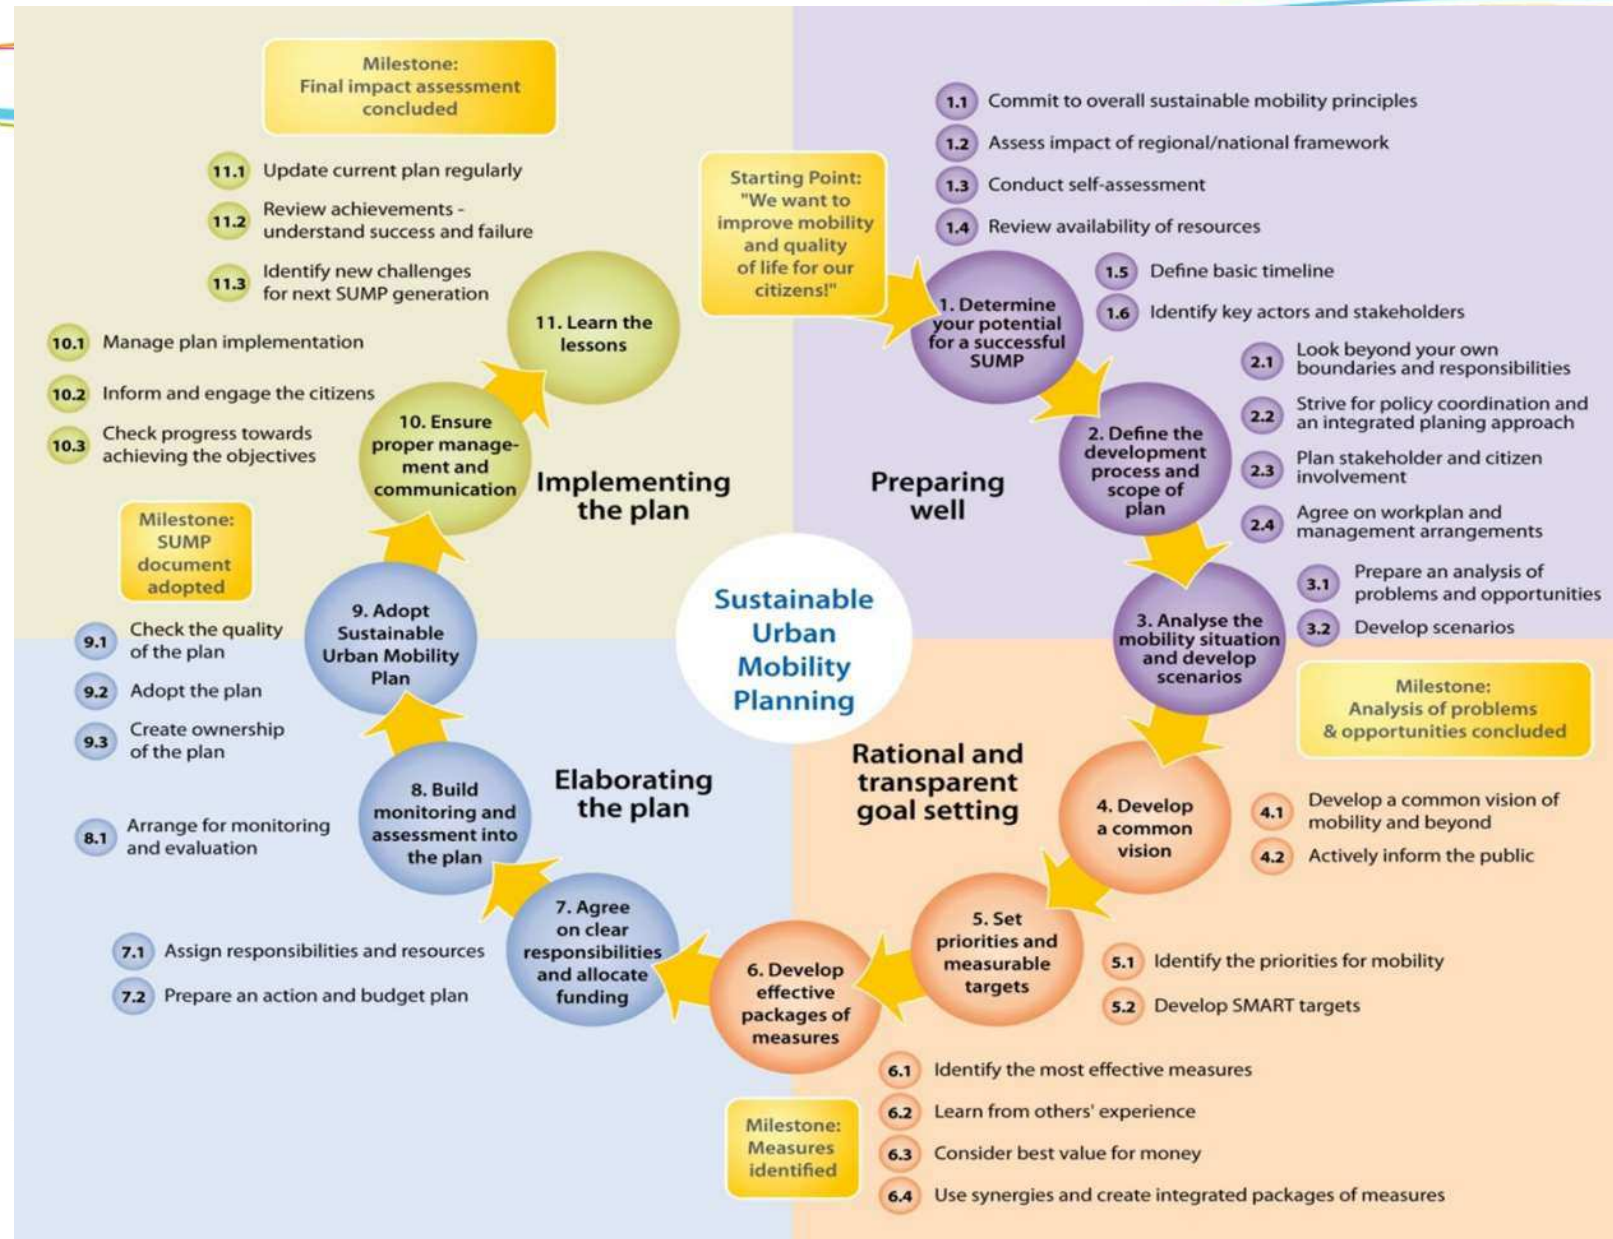 Milestone:
Final impact assessment
concluded
11.1 Update current plan regularly
11.2 Review achievements -
understand success and failure
11.3 Identify new challenges
for next SUMP generation
10.1 Manage plan implementation
10.2 Inform and engage the citizens
10.3 Check progress towards
achieving the objectives
11. Learn the
lessons
10. Ensure
proper manage-
ment and
communication
Implementing
the plan
Starting Point:
"We want to
improve mobility
and quality
of life for our
citizens!"
1.1 Commit to overall sustainable mobility principles
1.2 Assess impact of regional/national framework
1.3 Conduct self-assessment
1.4 Review availability of resources
1.5 Define basic timeline
1.6 Identify key actors and stakeholders
1. Determine
your potential
for a successful
SUMP
2.1 Look beyond your own
boundaries and responsibilities
2.2 Strive for policy coordination and
an integrated planing approach
2.3 Plan stakeholder and citizen
involvement
2.4 Agree on workplan and
management arrangements
2. Define the
development
process and
scope of
plan
Preparing
well
3.1 Prepare an analysis of
problems and opportunities
3.2 Develop scenarios
3. Analyse the
mobility situation
and develop
scenarios
Milestone:
Analysis of problems
& opportunities concluded
Sustainable
Urban
Mobility
Planning
Rational and
transparent
goal setting
4. Develop
a common
vision
4.1 Develop a common vision of
mobility and beyond
4.2 Actively inform the public
5. Set
priorities and
measurable
targets
5.1 Identify the priorities for mobility
5.2 Develop SMART targets
6. Develop
effective
packages of
measures
6.1 Identify the most effective measures
6.2 Learn from others' experience
6.3 Consider best value for money
6.4 Use synergies and create integrated packages of measures
Milestone:
Measures
identified
Elaborating
the plan
7. Agree
on clear
responsibilities
and allocate
funding
7.1 Assign responsibilities and resources
7.2 Prepare an action and budget plan
8. Build
monitoring and
assessment into
the plan
8.1 Arrange for monitoring
and evaluation
9. Adopt
Sustainable
Urban Mobility
Plan
9.1 Check the quality
of the plan
9.2 Adopt the plan
9.3 Create ownership
of the plan
Milestone:
SUMP
document
adopted